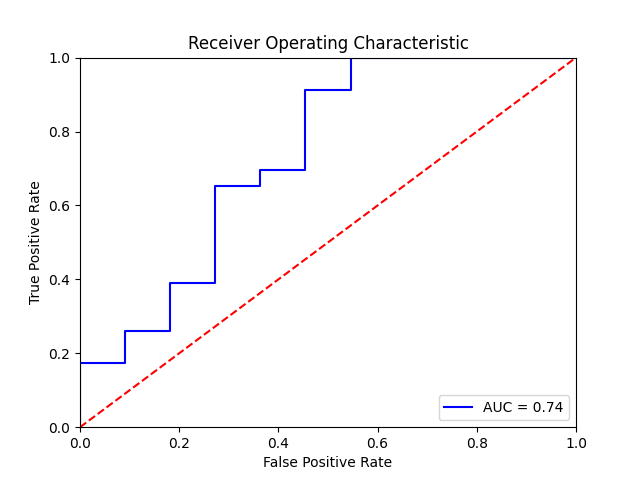 Receiver Operating Characteristic
1.0
0.8
0.6
0.4
0.2
0.0
True Positive Rate
AUC = 0.74
0.0 0.2 0.4 0.6 0.8 1.0
False Positive Rate